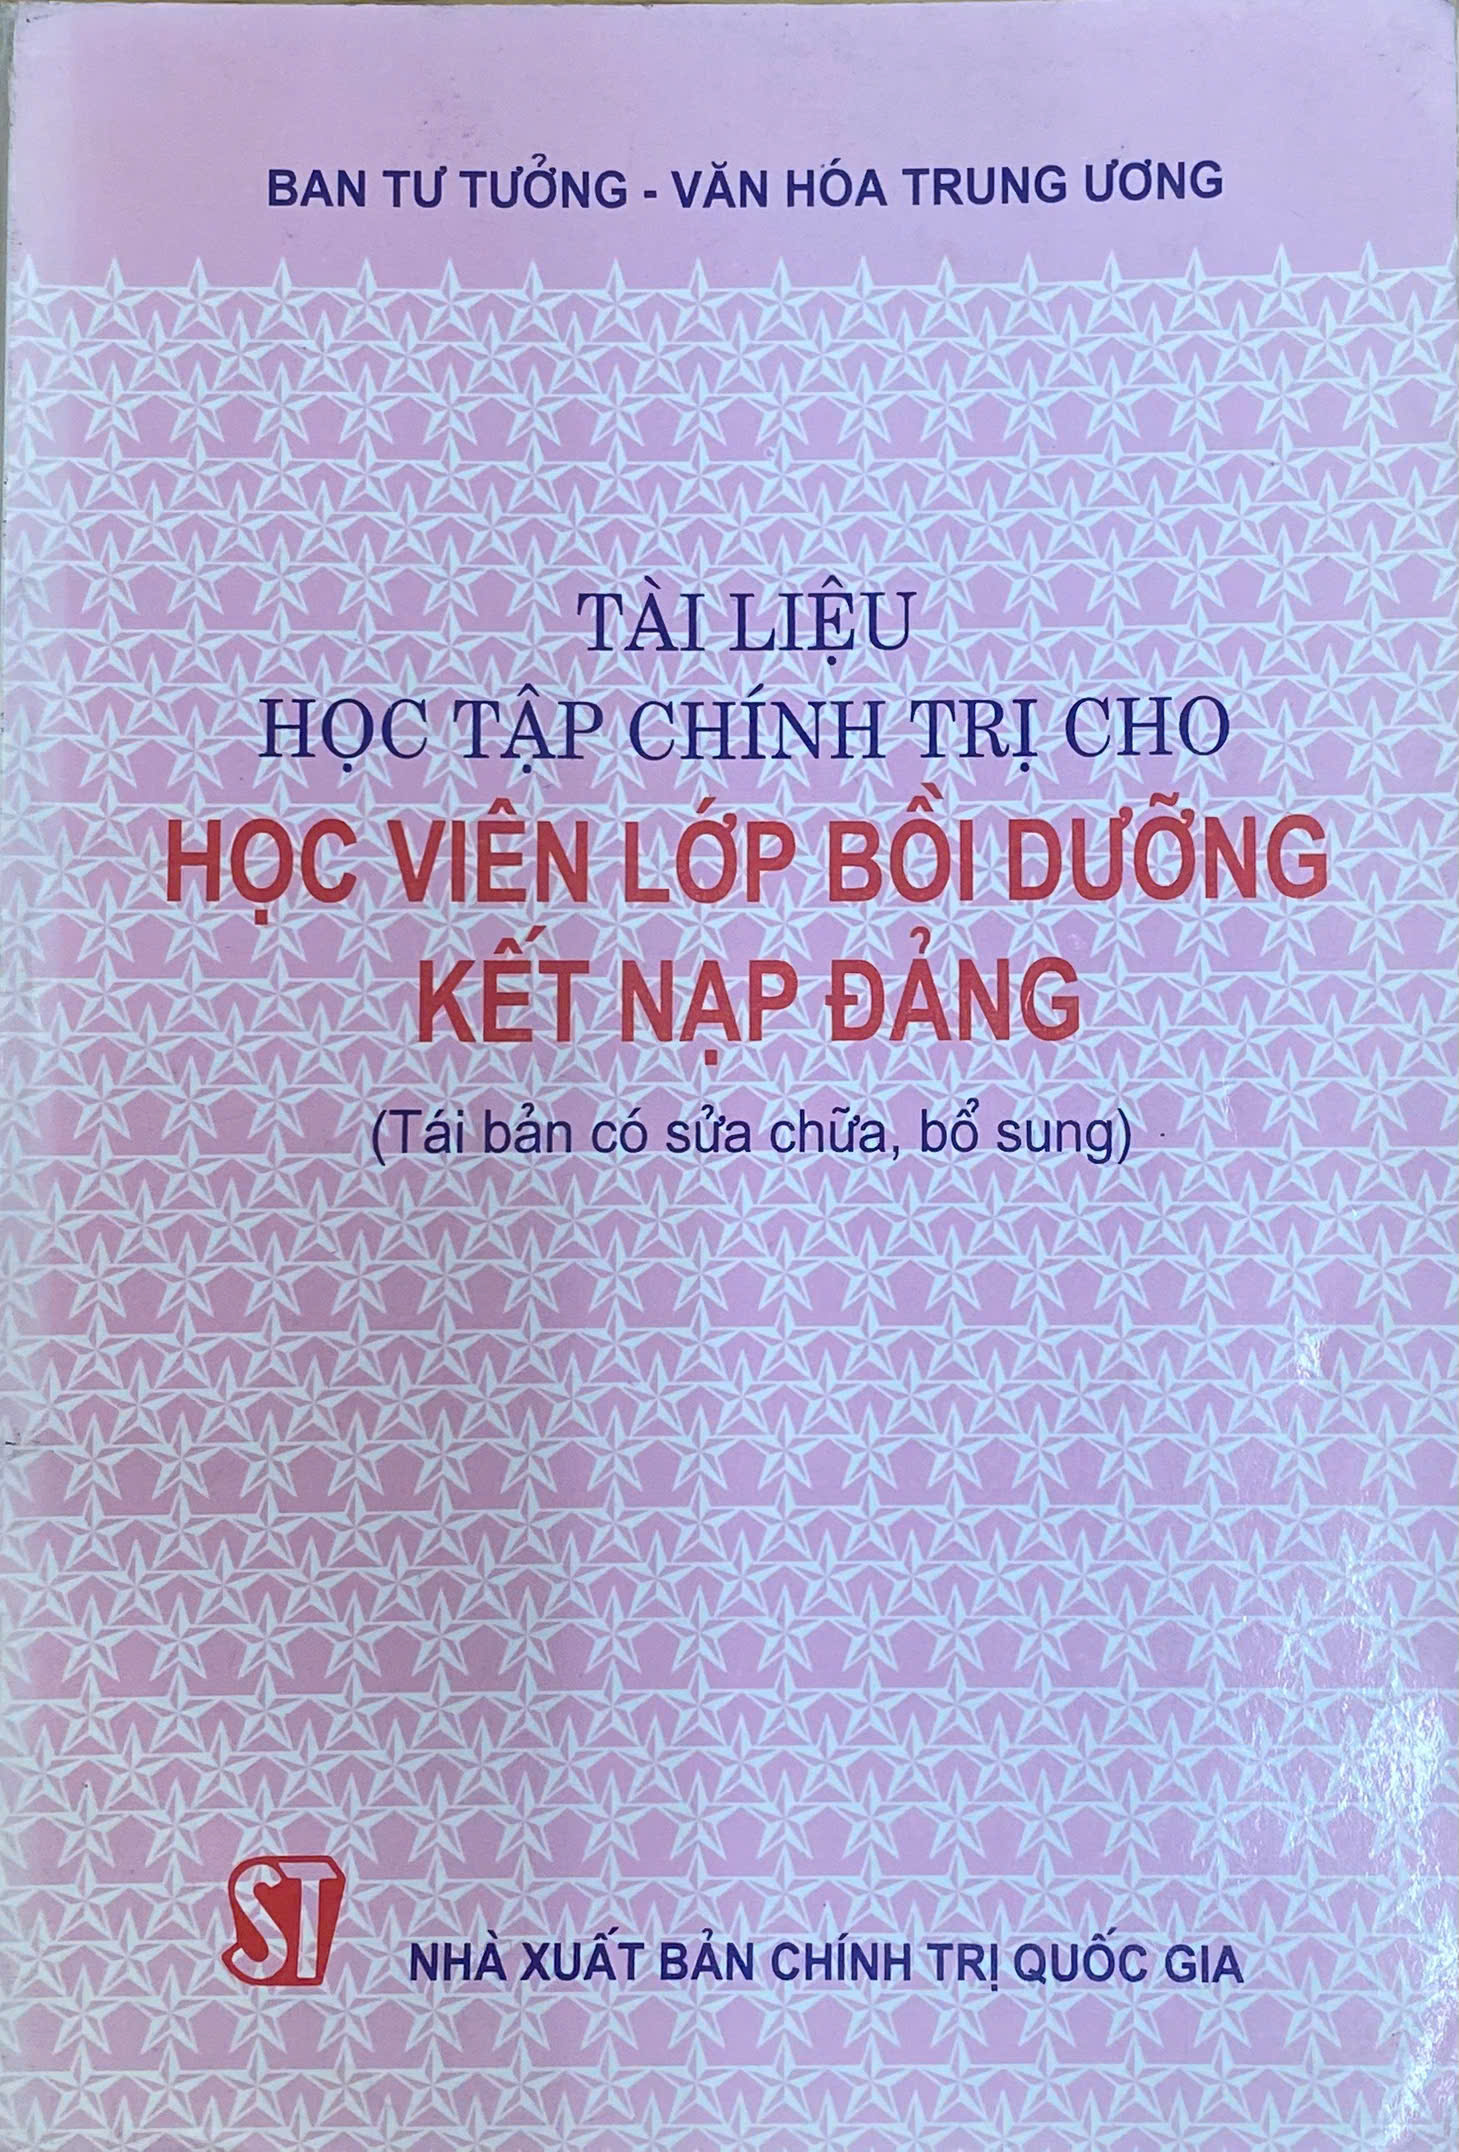 BAN TƯ TƯỞNG - VĂN HÓA TRUNG ƯƠNG
TÀI LIỆU
HỌC TẬP CHÍNH TRỊ CHO
HỌC VIÊN LỚP BỒI DƯỠNG
KẾT NẠP ĐẢNG
(Tái bản có sửa chữa, bổ sung)
ST
NHÀ XUẤT BẢN CHÍNH TRỊ QUỐC GIA